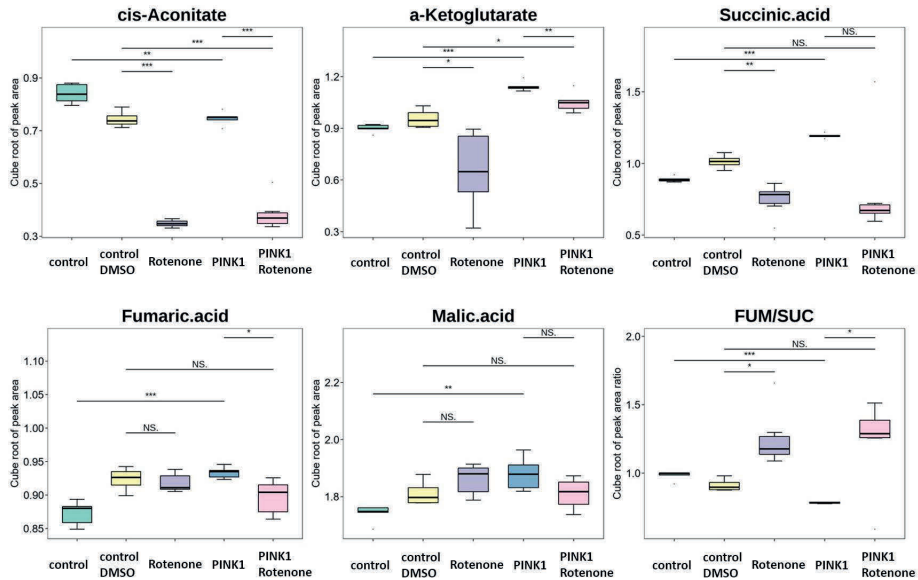 cis-Aconitate
Cube root of peak area
0.9
0.7
0.5
0.3
***
***
**
***
control
control DMSO
Rotenone
PINK1
PINK1 Rotenone
a-Ketoglutarate
Cube root of peak area
1.2
0.9
0.6
0.3
**
*
***
*
control
control DMSO
Rotenone
PINK1
PINK1 Rotenone
Succinic.acid
Cube root of peak area
1.5
1.0
0.5
NS.
NS.
***
**
control
control DMSO
Rotenone
PINK1
PINK1 Rotenone
Fumaric.acid
Cube root of peak area
1.10
1.05
1.00
0.95
0.90
0.85
*
NS.
***
NS.
control
control DMSO
Rotenone
PINK1
PINK1 Rotenone
Malic.acid
Cube root of peak area
2.2
2.0
1.8
NS.
NS.
**
NS.
control
control DMSO
Rotenone
PINK1
PINK1 Rotenone
FUM/SUC
Cube root of peak area ratio
2.0
1.5
1.0
*
NS.
***
*
control
control DMSO
Rotenone
PINK1
PINK1 Rotenone